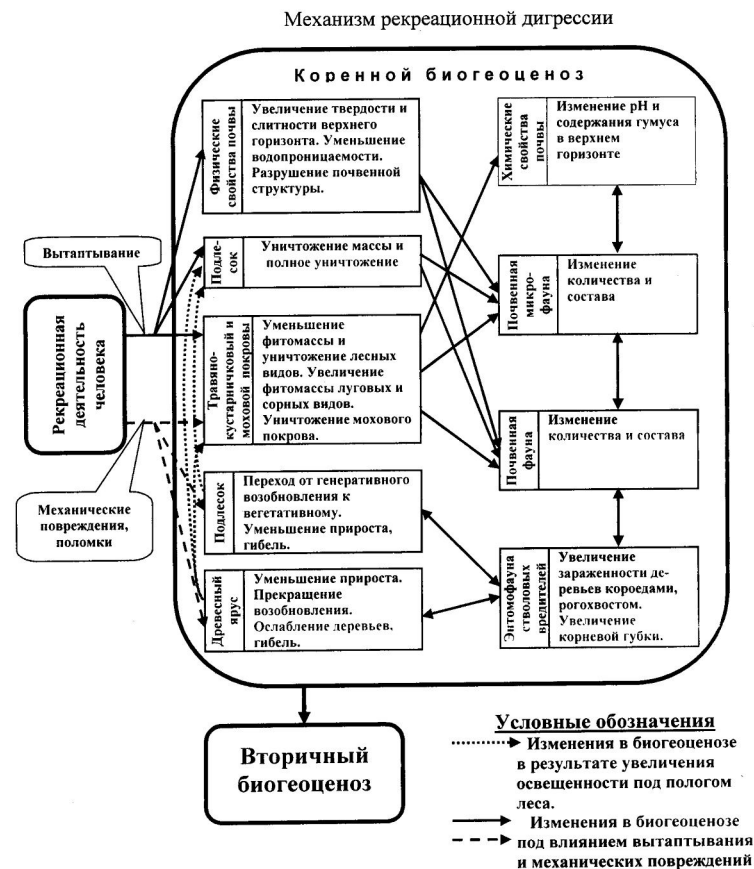 Механизм рекреационной дигрессии
Коренной биогеоценоз
Физические
свойства почвы
Увеличение твердости и
слитности верхнего
горизонта. Уменьшение
водопроницаемости.
Разрушение почвенной
структуры.
Химические
свойства
почвы
Изменение pH и
содержания гумуса
в верхнем
горизонте
Вытаптывание
Подле-
сок
Уничтожение массы и
полное уничтожение
Почвенная
микро-
фауна
Изменение
количества и
состава
Рекреационная
деятельность
человека
Травяно-
кустарничковый и
моховой покровы
Уменьшение
фитомассы и
уничтожение лесных
видов. Увеличение
фитомассы луговых и
сорных видов.
Уничтожение мохового
покрова.
Почвенная
фауна
Изменение
количества и состава
Механические
повреждения,
поломки
Подлесок
Переход от генеративного
возобновления к
вегетативному.
Уменьшение прироста,
гибель.
Древесный
ярус
Уменьшение прироста.
Прекращение
возобновления.
Ослабление деревьев,
гибель.
Энтомофауна
стволовых
вредителей
Увеличение
зараженности де-
ревьев короедами,
рогохвостом.
Увеличение
корневой губки.
Вторичный
биогеоценоз
Условные обозначения
Изменения в биогеоценозе
в результате увеличения
освещенности под пологом
леса.
Изменения в биогеоценозе
под влиянием вытаптывания
и механических повреждений